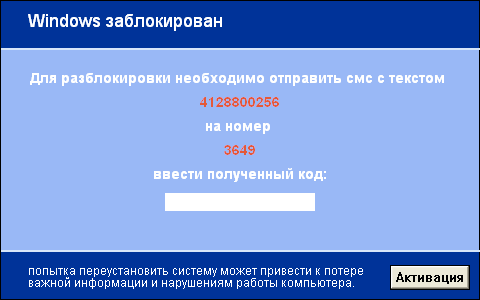 Windows заблокирован
Для разблокировки необходимо отправить смс с текстом
4128800256
на номер
3649
ввести полученный код:
попытка переустановить систему может привести к потере
важной информации и нарушениям работы компьютера.
Активация